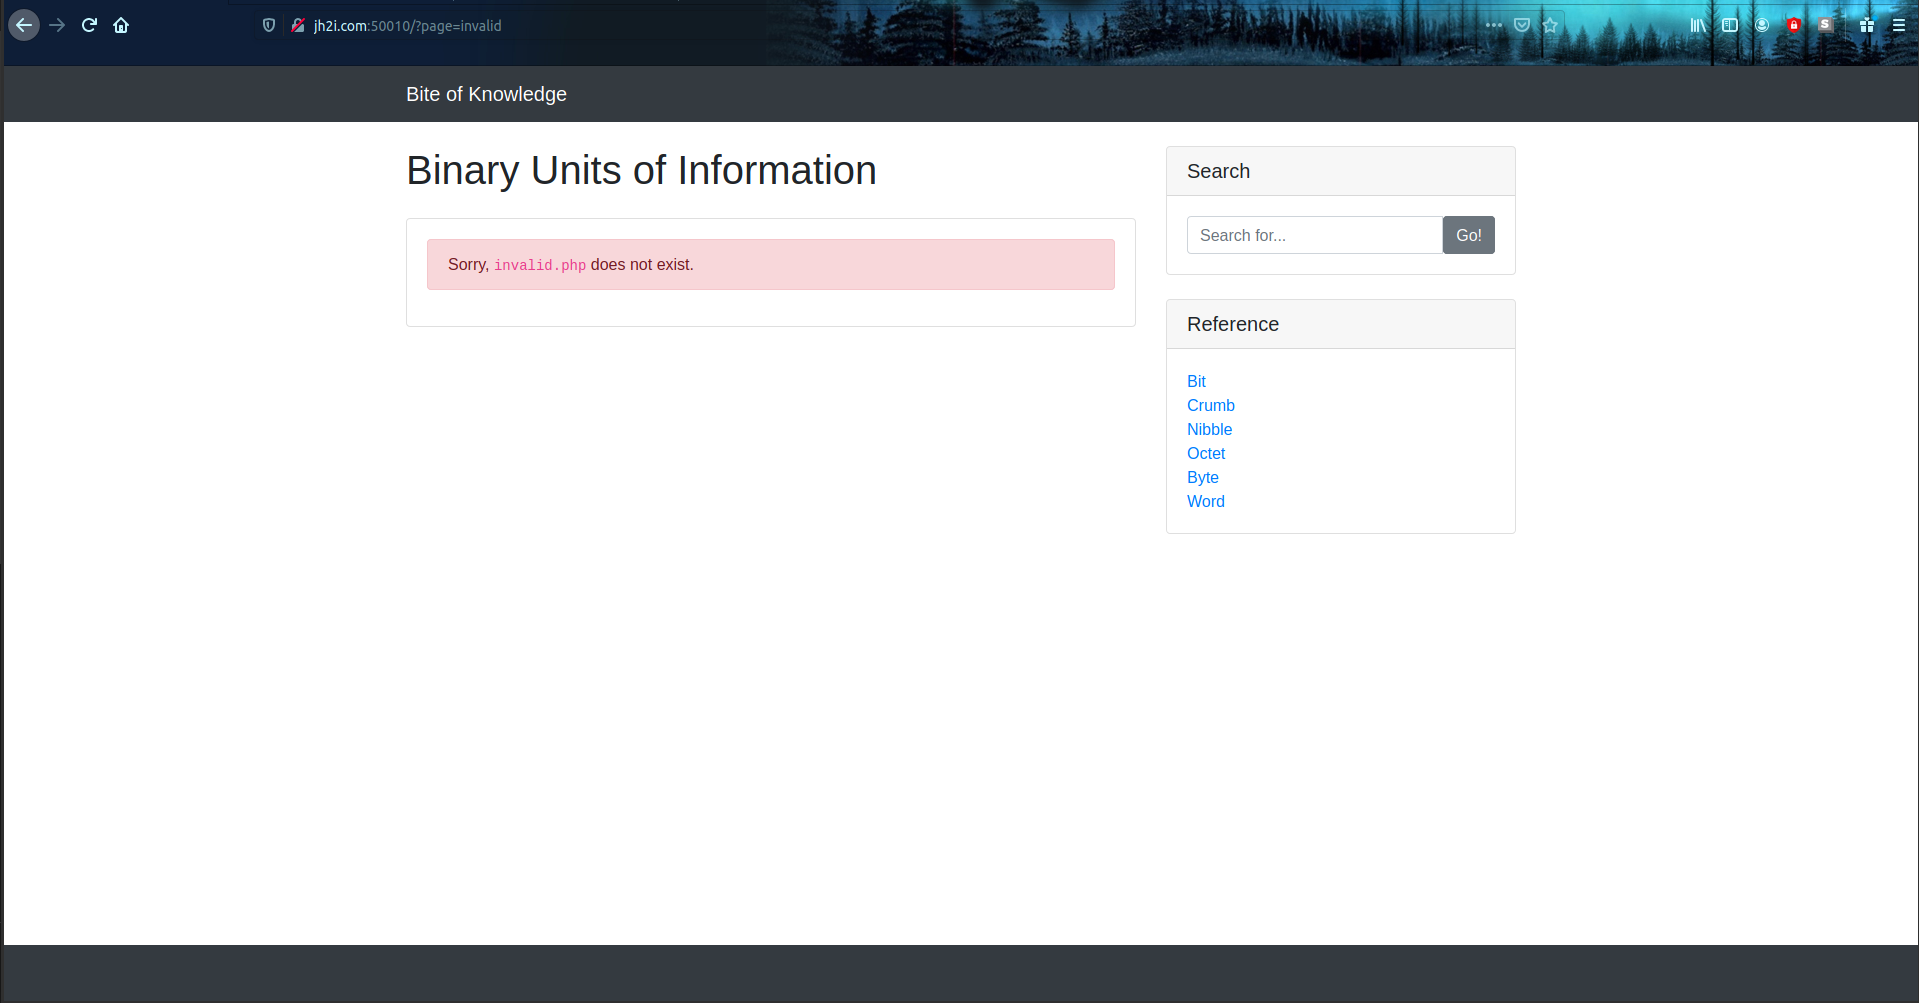 jh2i.com:50010/?page=invalid
S
Bite of Knowledge
Binary Units of Information
Sorry, invalid.php does not exist.
Search
Search for...
Go!
Reference
Bit
Crumb
Nibble
Octet
Byte
Word